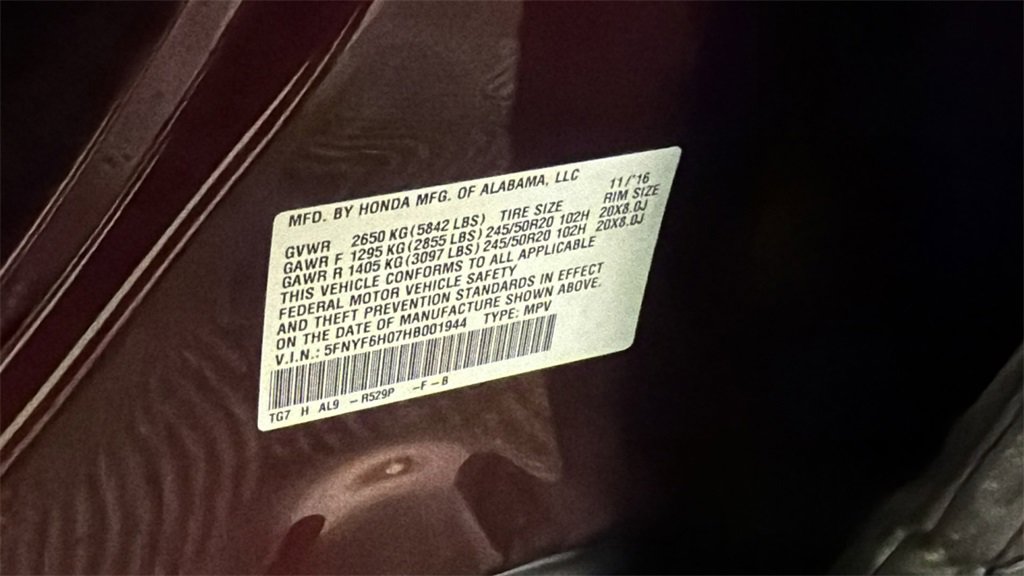 MFD. BY HONDA MFG. OF ALABAMA, LLC 11/'16
GVWR 2650 KG (5842 LBS) TIRE SIZE RIM SIZE
GAWR F 1295 KG (2855 LBS) 245/50R20 102H 20X8.0J
GAWR R 1405 KG (3097 LBS) 245/50R20 102H 20X8.0J
THIS VEHICLE CONFORMS TO ALL APPLICABLE
FEDERAL MOTOR VEHICLE SAFETY
AND THEFT PREVENTION STANDARDS IN EFFECT
ON THE DATE OF MANUFACTURE SHOWN ABOVE.
V.I.N.: 5FNYF6H07HB001944 TYPE: MPV
TG7 H AL9 -R529P -F-B